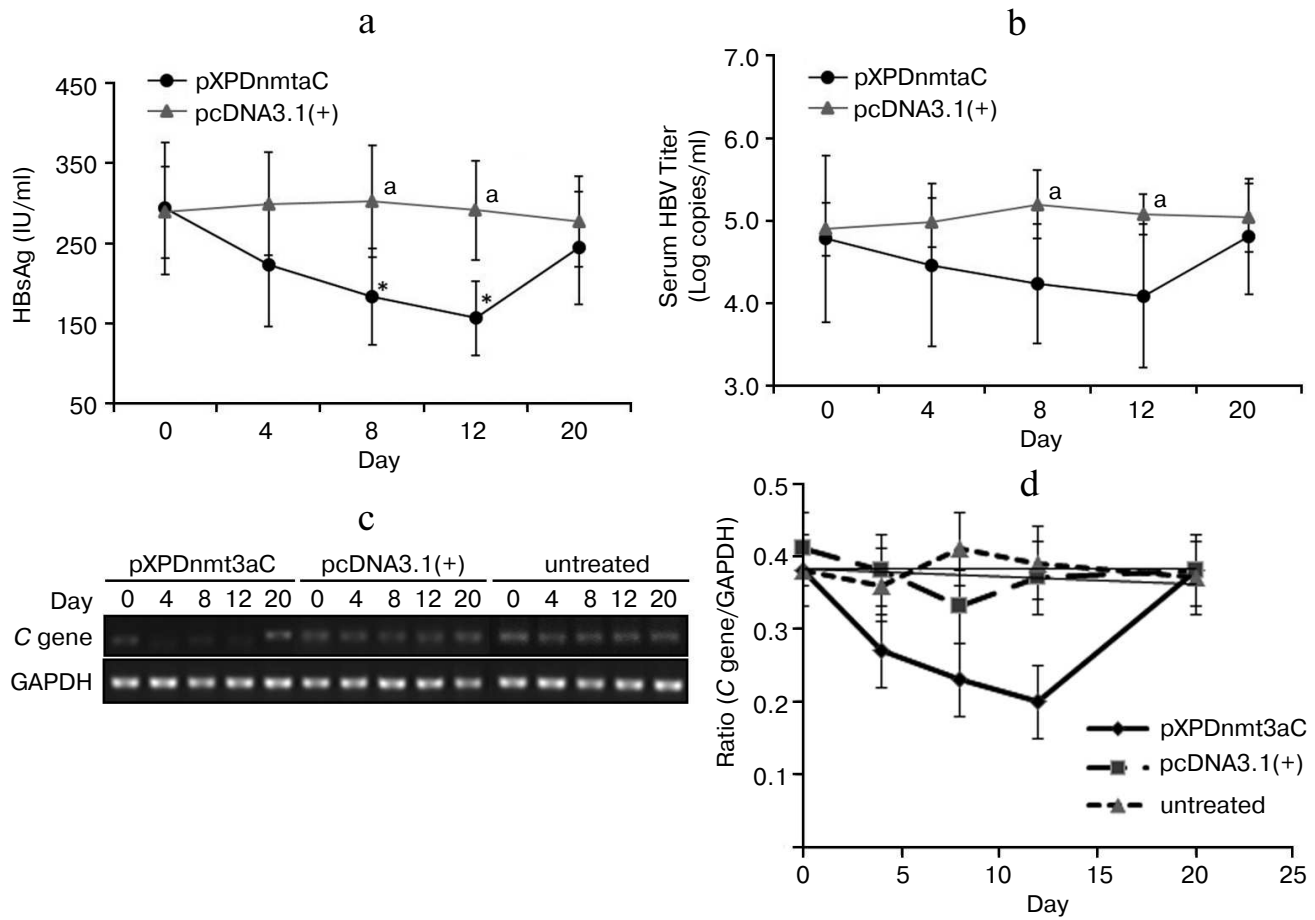 a
pXPDnmtaC
pcDNA3.1(+)
HBsAg (IU/ml)
450
350
250
150
50
a
a
*
*
0 4 8 12 20
Day
b
pXPDnmtaC
pcDNA3.1(+)
Serum HBV Titer
(Log copies/ml)
7.0
6.0
5.0
4.0
3.0
a
a
0 4 8 12 20
Day
c
pXPDnmt3aC pcDNA3.1(+) untreated
Day 0 4 8 12 20 0 4 8 12 20 0 4 8 12 20
C gene
GAPDH
d
Ratio (C gene/GAPDH)
0.5
0.4
0.3
0.2
0.1
pXPDnmt3aC
pcDNA3.1(+)
untreated
0 5 10 15 20 25
Day